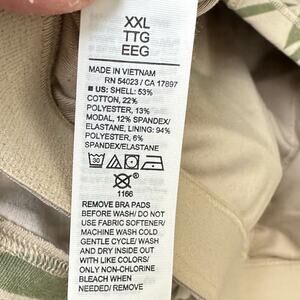 XXL
TTG
EEG
MADE IN VIETNAM
RN 54023 / CA 17897
■ US: SHELL: 53%
COTTON, 22%
POLYESTER, 13%
MODAL, 12% SPANDEX/
ELASTANE, LINING: 94%
POLYESTER, 6%
SPANDEX/ELASTANE
30
1166
REMOVE BRA PADS
BEFORE WASH/ DO NOT
USE FABRIC SOFTENER/
MACHINE WASH COLD
GENTLE CYCLE/ WASH
AND DRY INSIDE OUT
WITH LIKE COLORS/
ONLY NON-CHLORINE
BLEACH WHEN
NEEDED/ REMOVE